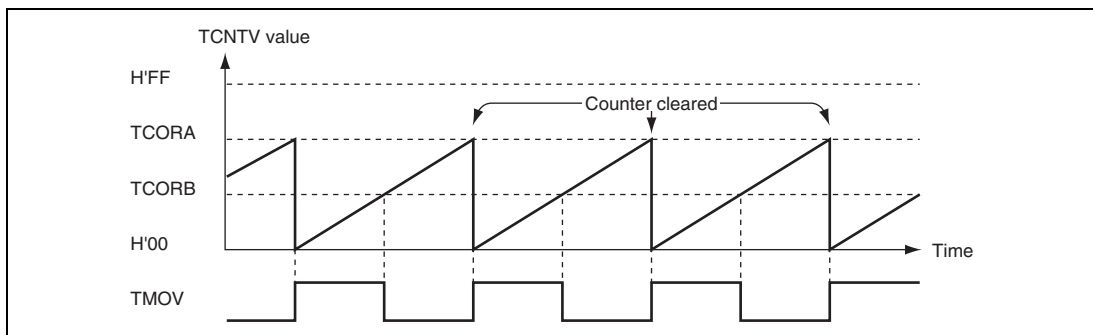 TCNTV value
H'FF
Counter cleared
TCORA
TCORB
H'00
Time
TMOV